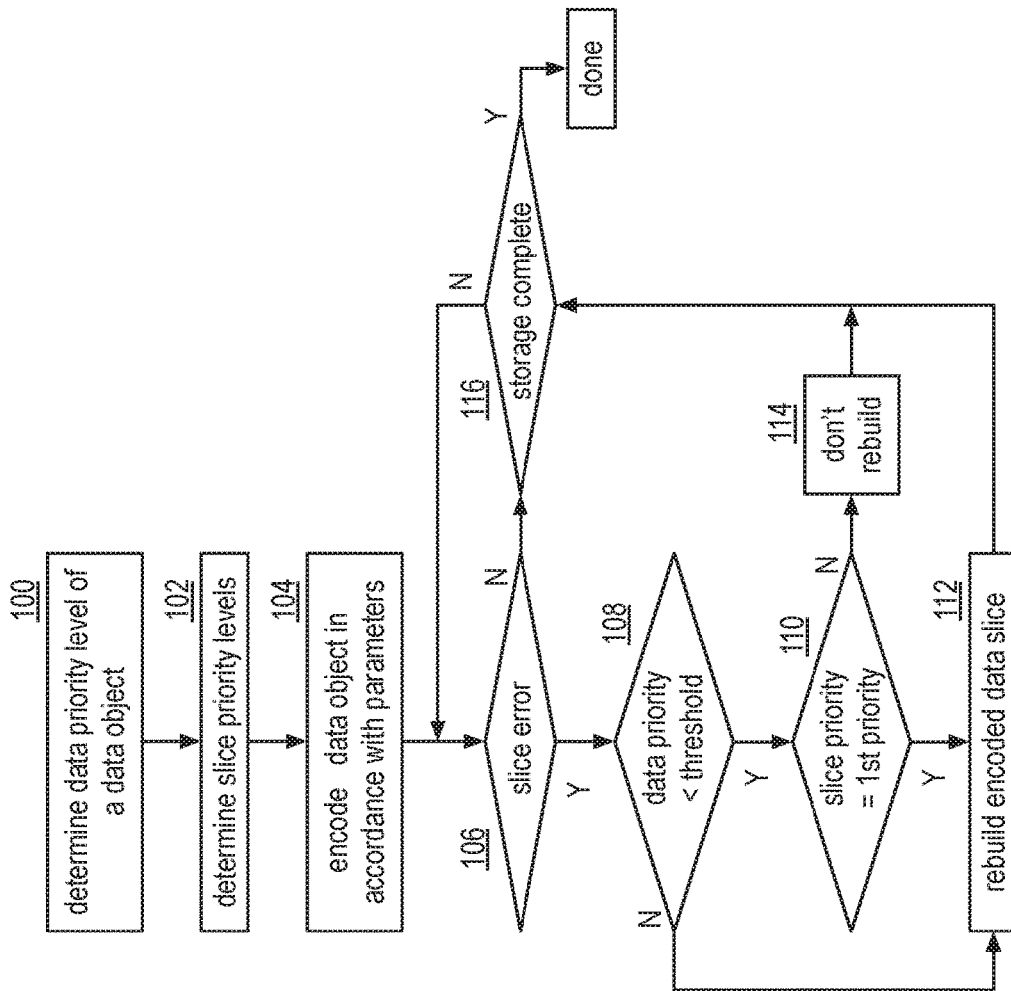 100
determine data priority level of
a data object
102
determine slice priority levels
104
encode data object in
accordance with parameters
106
slice error
Y
N
108
data priority
< threshold
N
Y
110
slice priority
= 1st priority
N
Y
112
rebuild encoded data slice
114
don't
rebuild
116
storage complete
N
Y
done